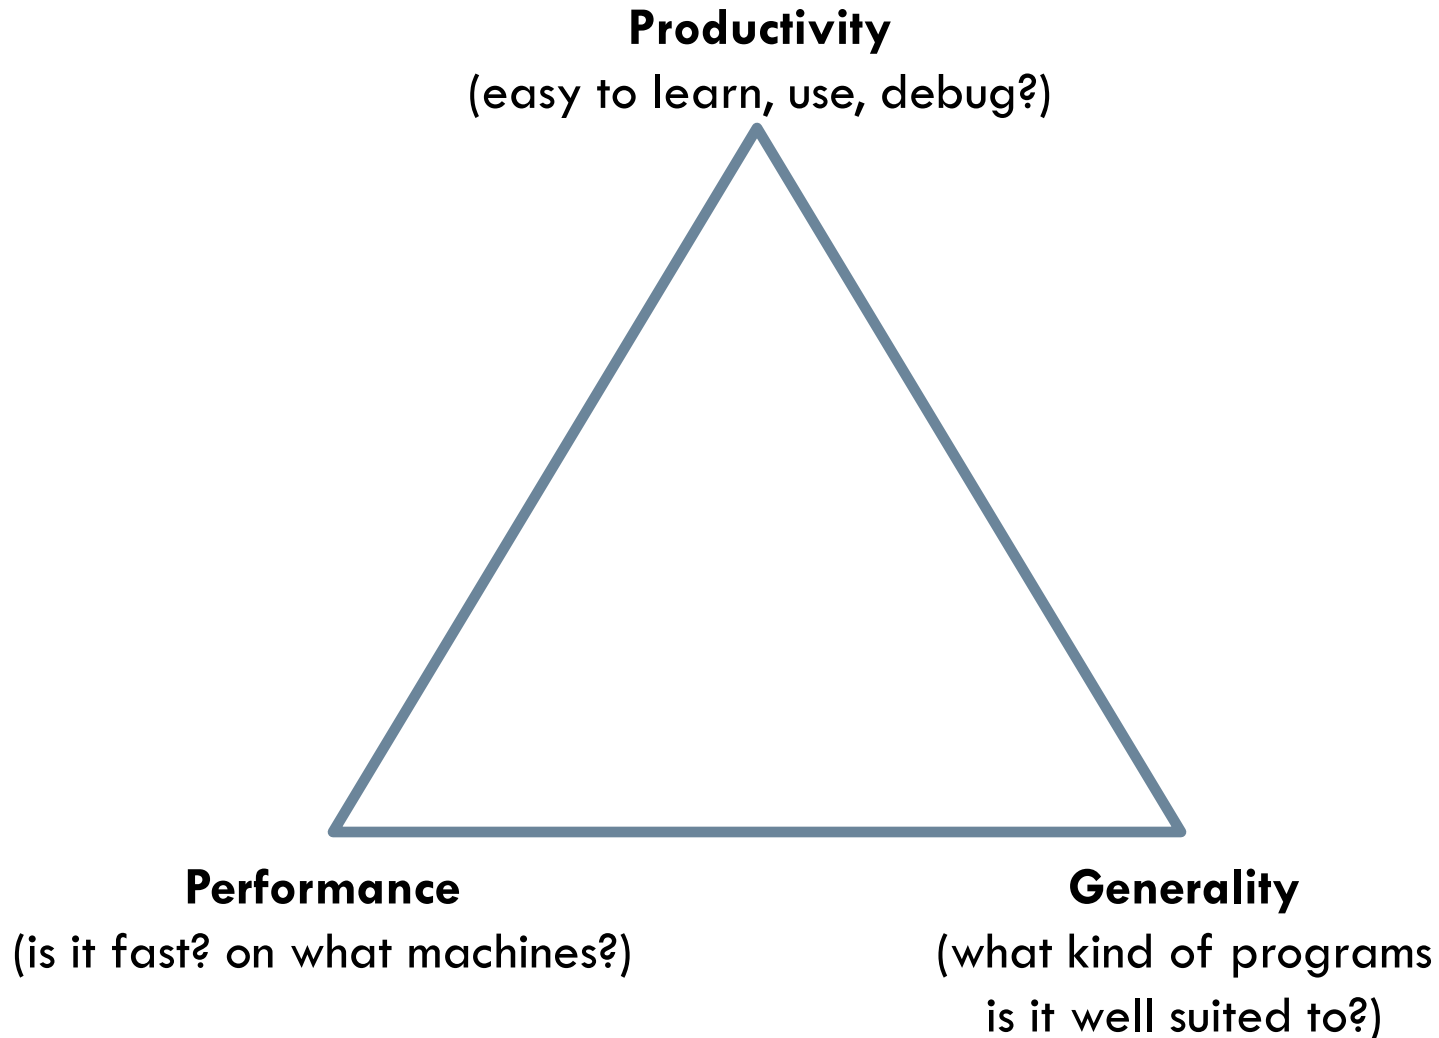 Productivity
(easy to learn, use, debug?)
Performance
(is it fast? on what machines?)
Generality
(what kind of programs
is it well suited to?)